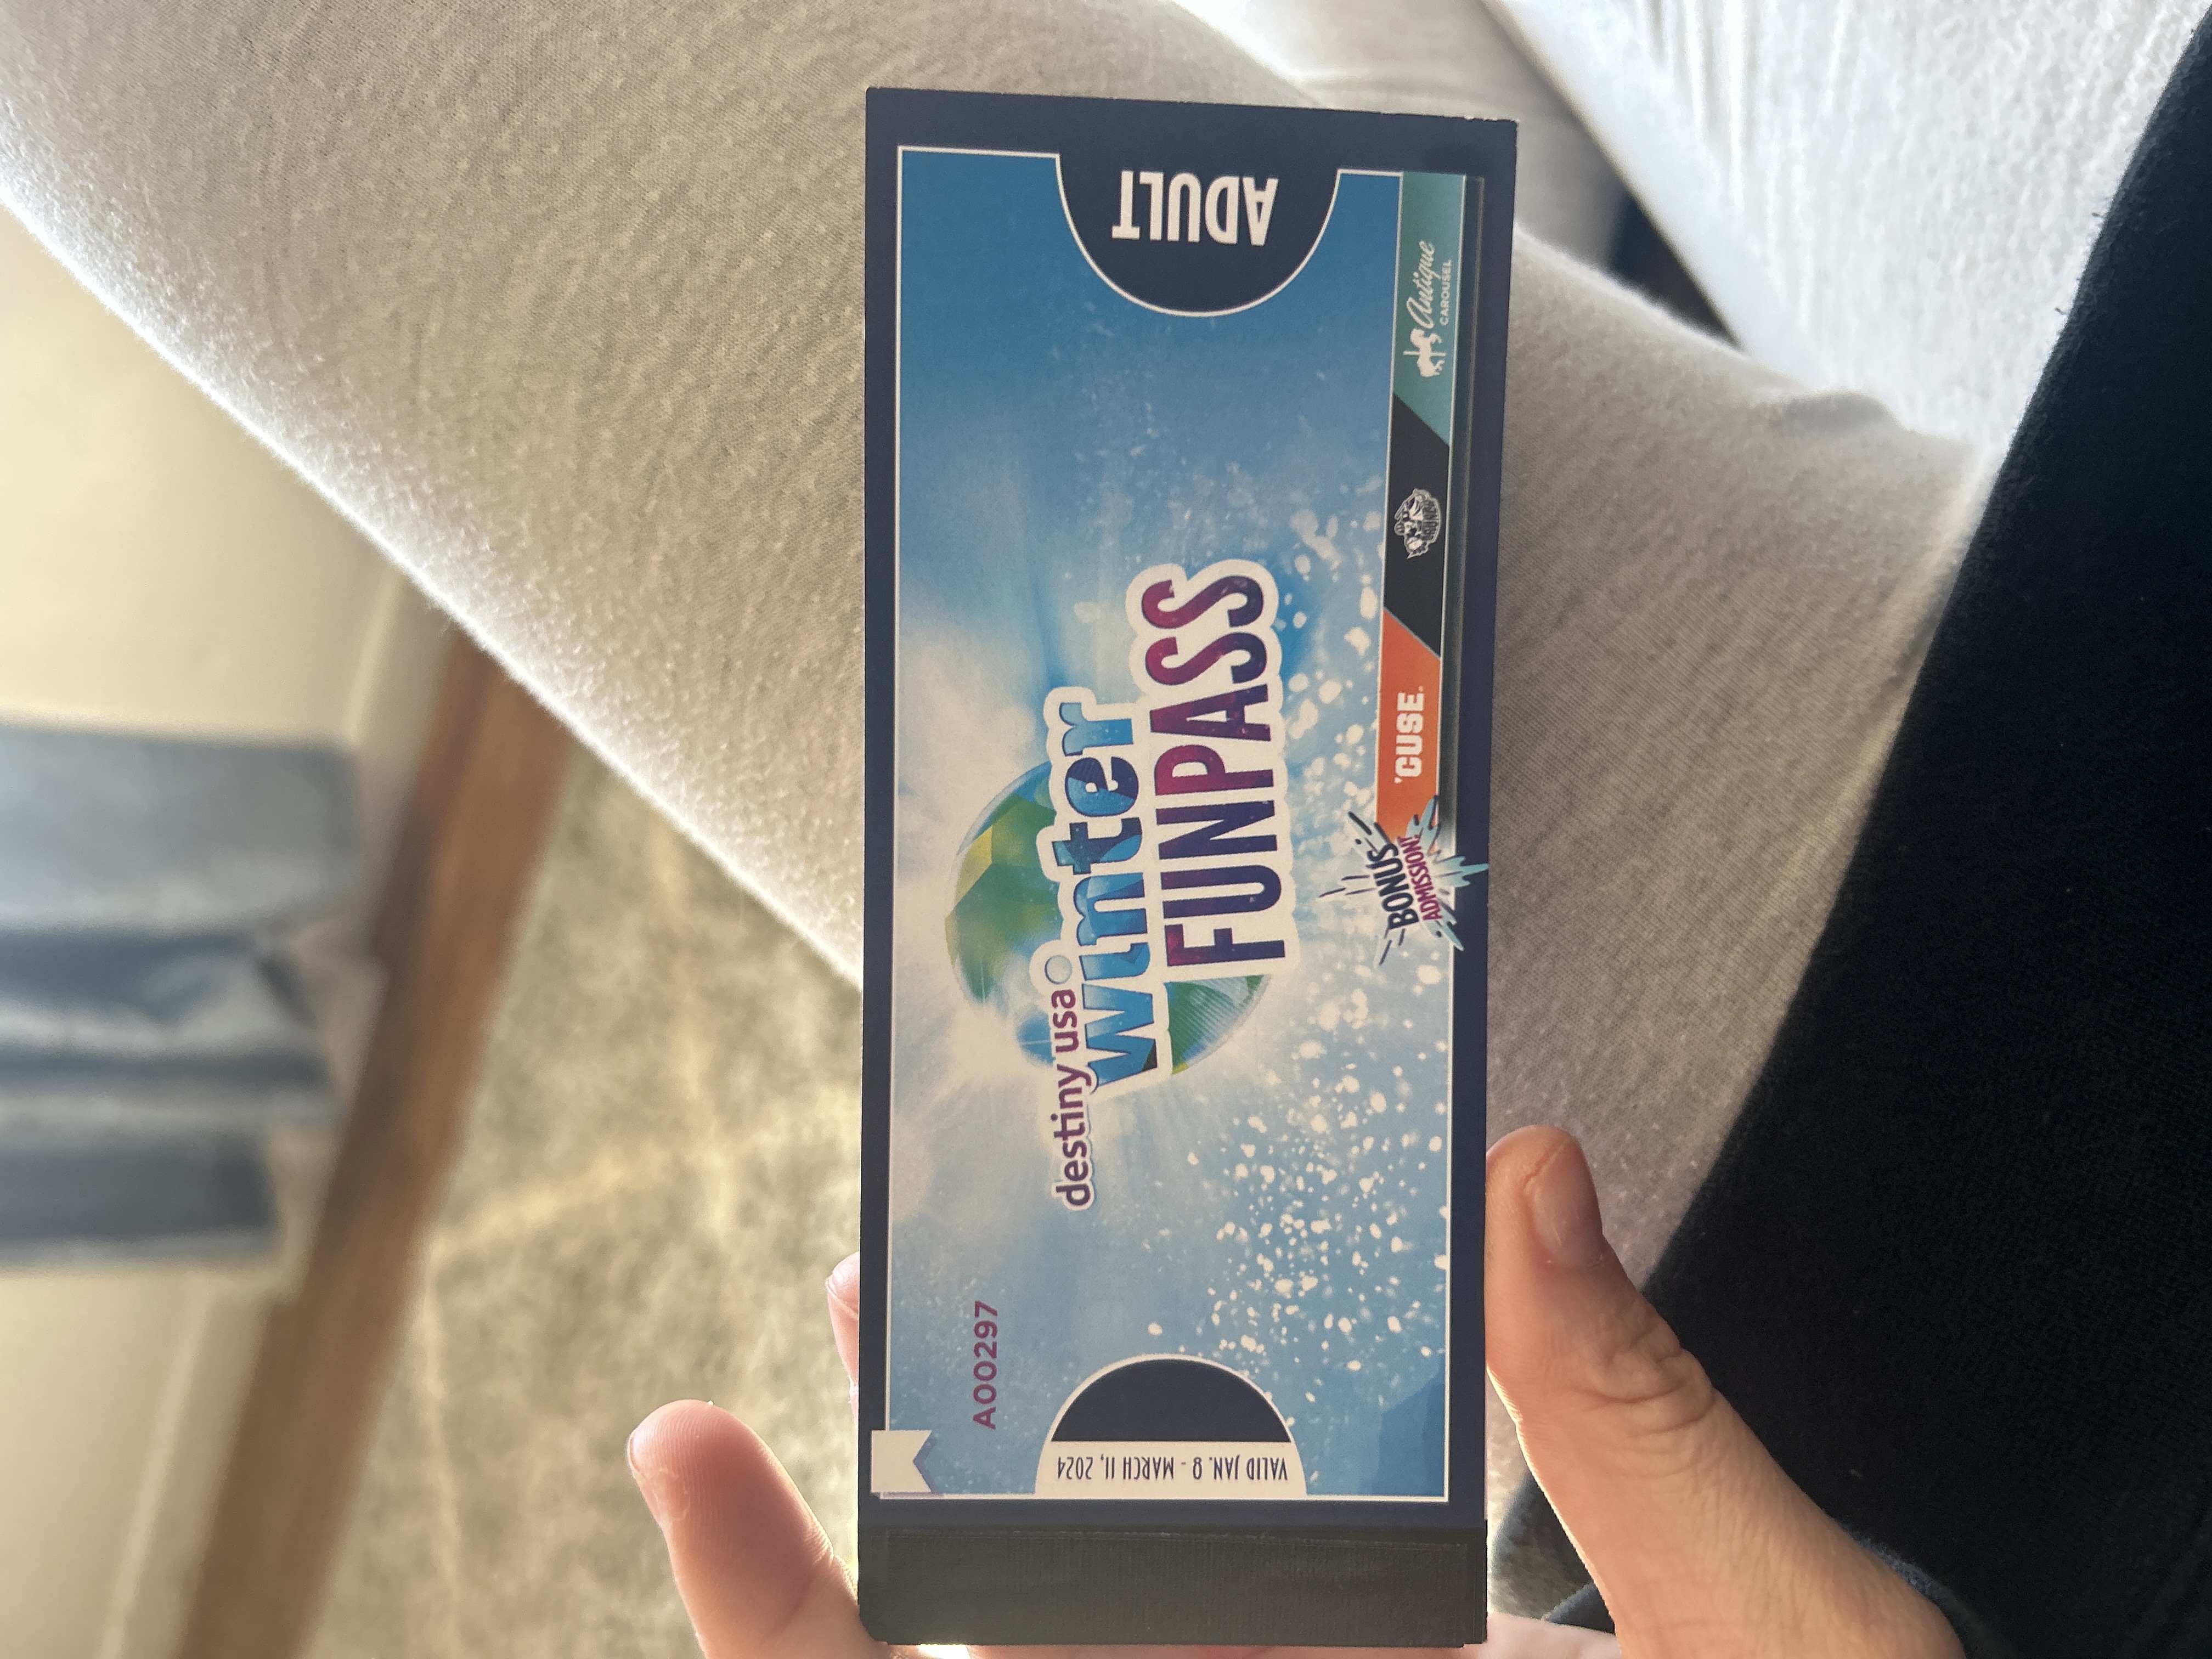 A00297
destiny usa
winter
FUNPASS
BONUS
ADMISSION!
'CUSE.
Antique
CAROUSEL
ADULT
VALID JAN. 8 - MARCH 11, 2024